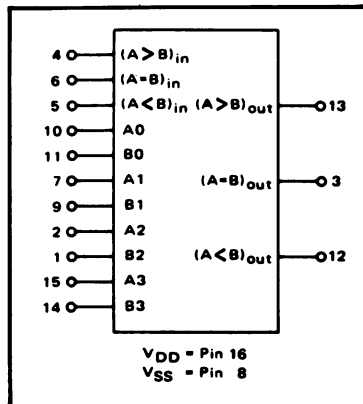 4 (A>B)in
6 (A=B)in
5 (A<B)in (A>B)out 13
10 A0
11 B0
7 A1
9 B1 (A=B)out 3
2 A2
1 B2 (A<B)out 12
15 A3
14 B3
VDD = Pin 16
VSS = Pin 8